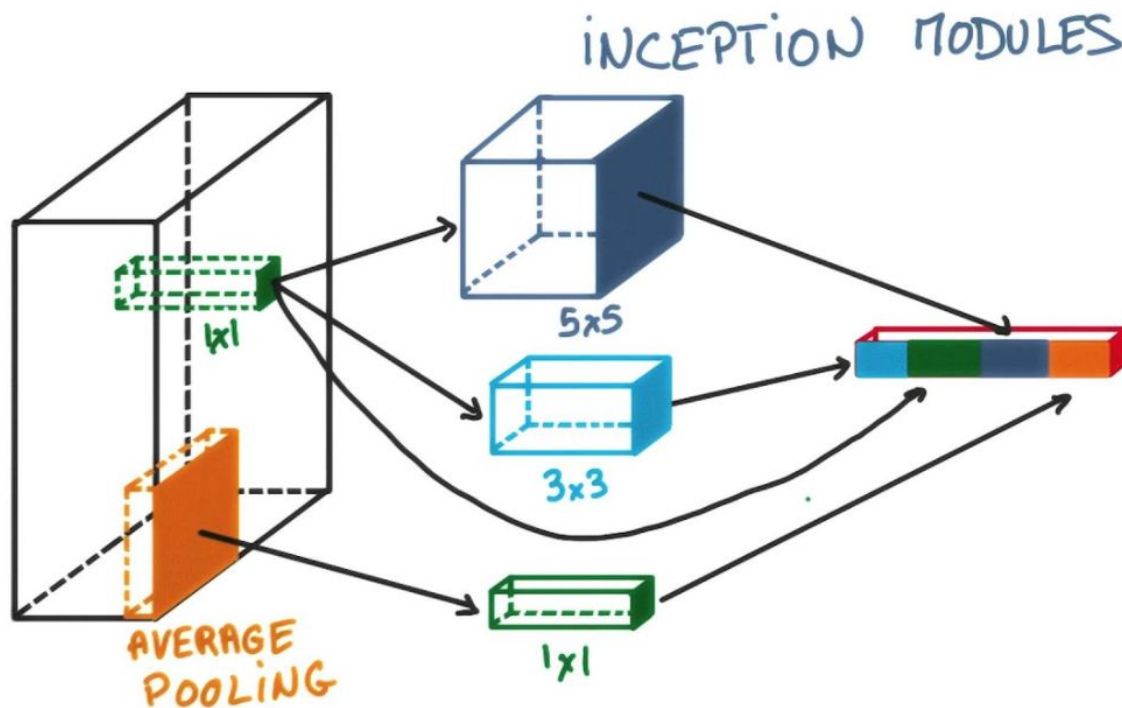 iNCEPTION MODULES
1x1
5x5
3x3
1x1
AVERAGE
POOLiNG